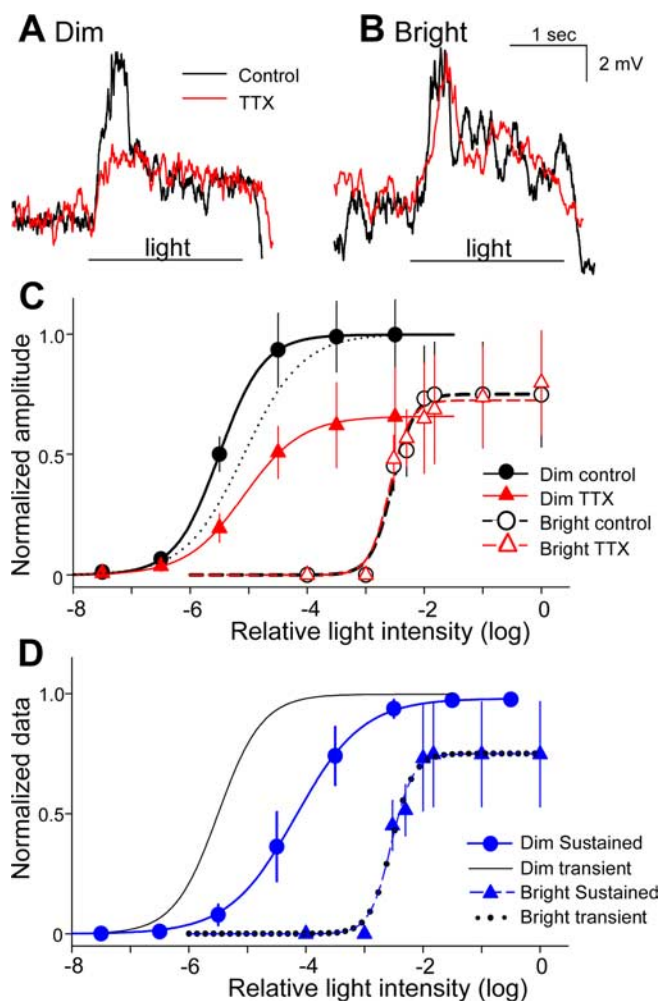 A Dim
B Bright
1 sec
2 mV
Control
TTX
light
light
C
Normalized amplitude
1.0
0.5
0
Dim control
Dim TTX
Bright control
Bright TTX
-8
-6
-4
-2
0
Relative light intensity (log)
D
Normalized data
1.0
0.5
0
Dim Sustained
Dim transient
Bright Sustained
Bright transient
-8
-6
-4
-2
0
Relative light intensity (log)